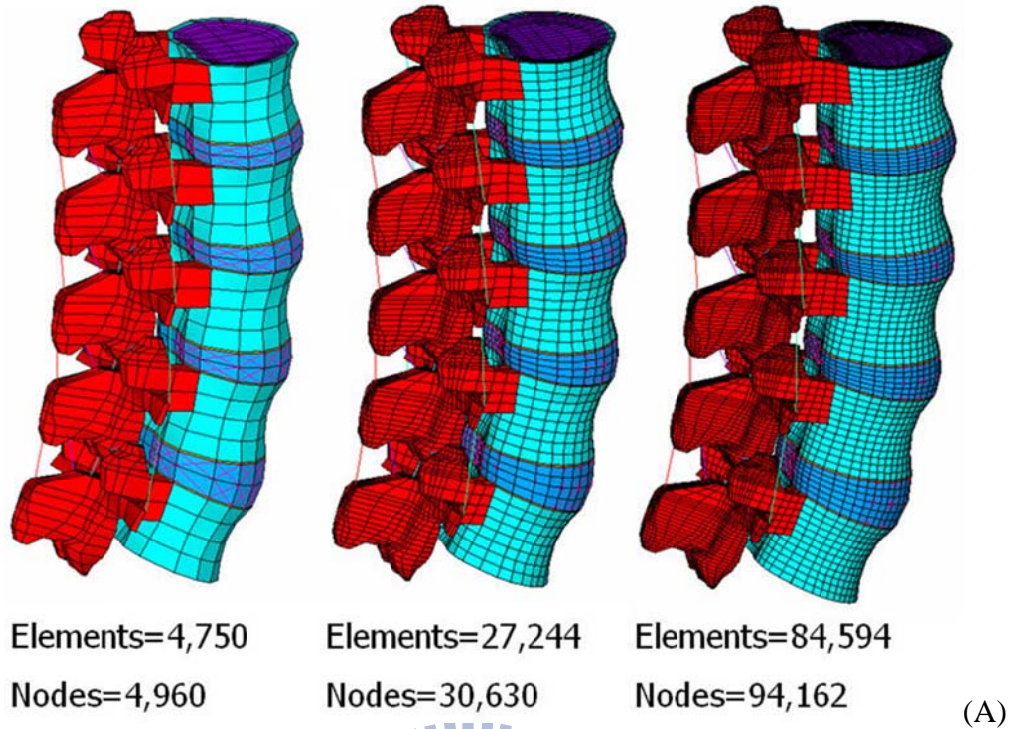 Elements=4,750
Nodes=4,960
Elements=27,244
Nodes=30,630
Elements=84,594
Nodes=94,162
(A)